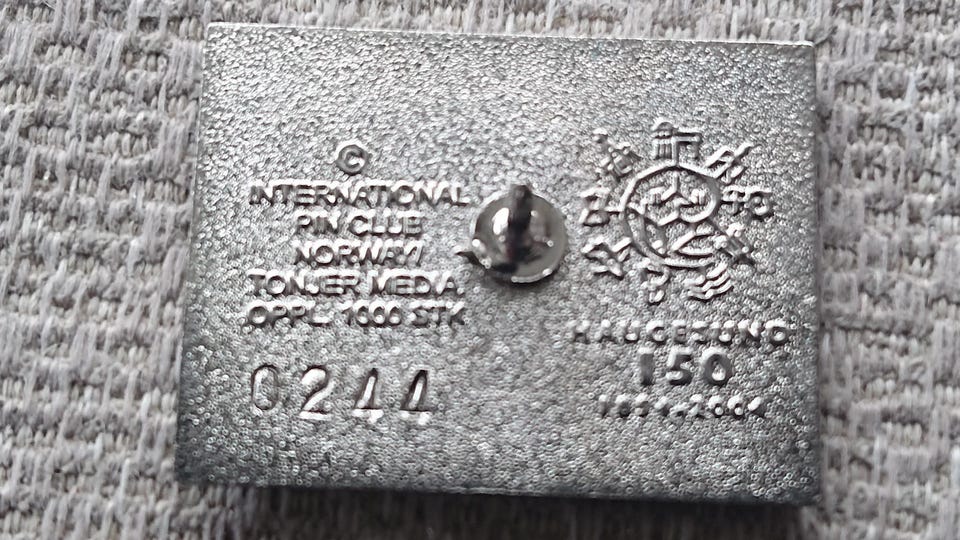 ©
INTERNATIONAL
PIN CLUB
NORWAY/
TONJER MEDIA
OPPL. 1000 STK
0244
HAUGESUND
150
1854-2004